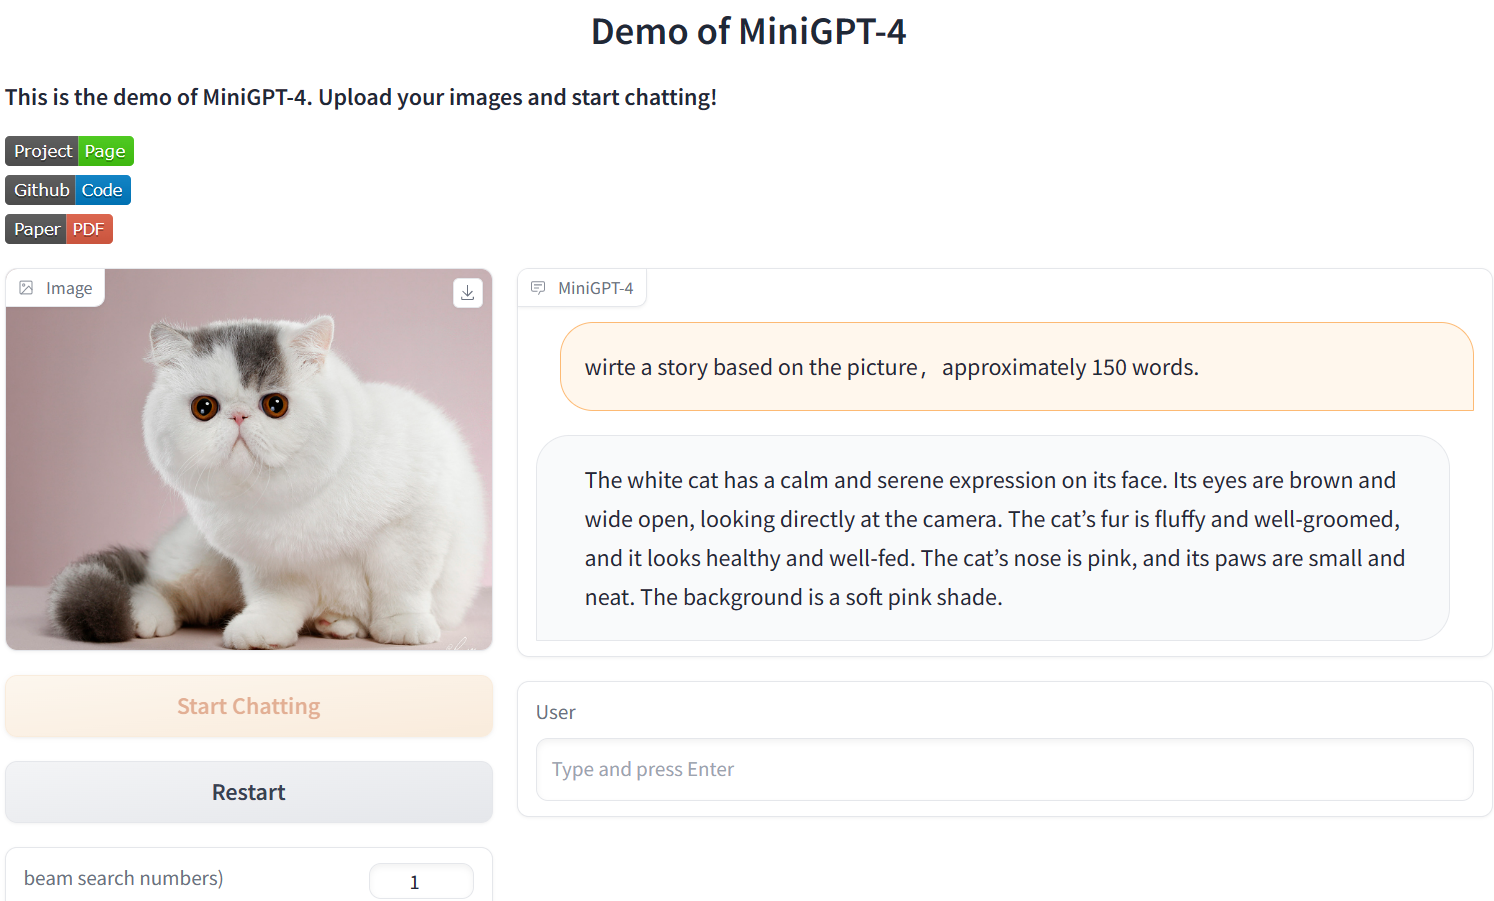 Demo of MiniGPT-4
This is the demo of MiniGPT-4. Upload your images and start chatting!
Project Page
Github Code
Paper PDF
Image
MiniGPT-4
wirte a story based on the picture， approximately 150 words.
The white cat has a calm and serene expression on its face. Its eyes are brown and
wide open, looking directly at the camera. The cat’s fur is fluffy and well-groomed,
and it looks healthy and well-fed. The cat’s nose is pink, and its paws are small and
neat. The background is a soft pink shade.
Start Chatting
User
Type and press Enter
Restart
beam search numbers) 1